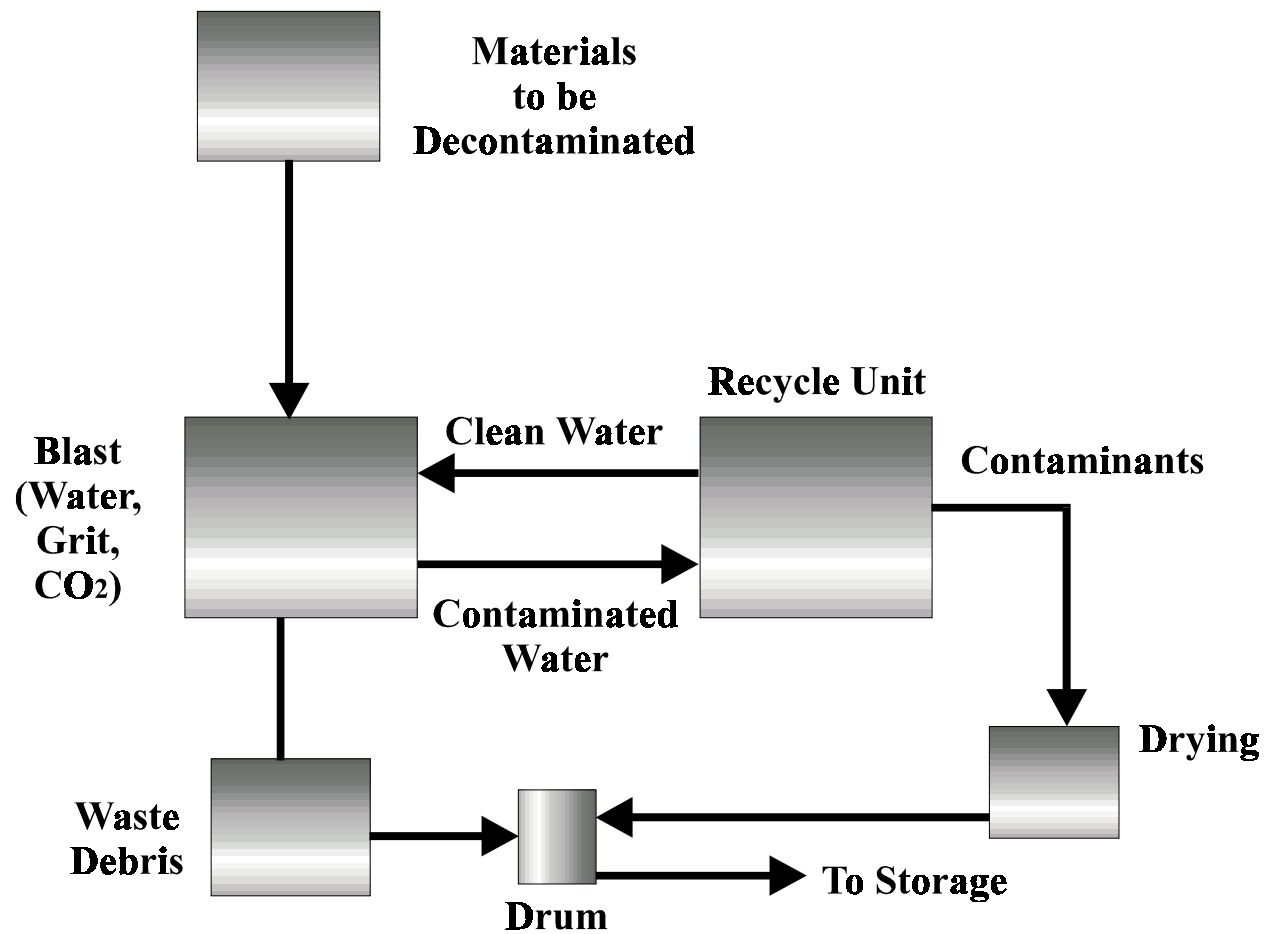 Materials
to be
Decontaminated
Recycle Unit
Clean Water
Contaminants
Blast
(Water,
Grit,
CO2)
Contaminated
Water
Drying
Waste
Debris
To Storage
Drum